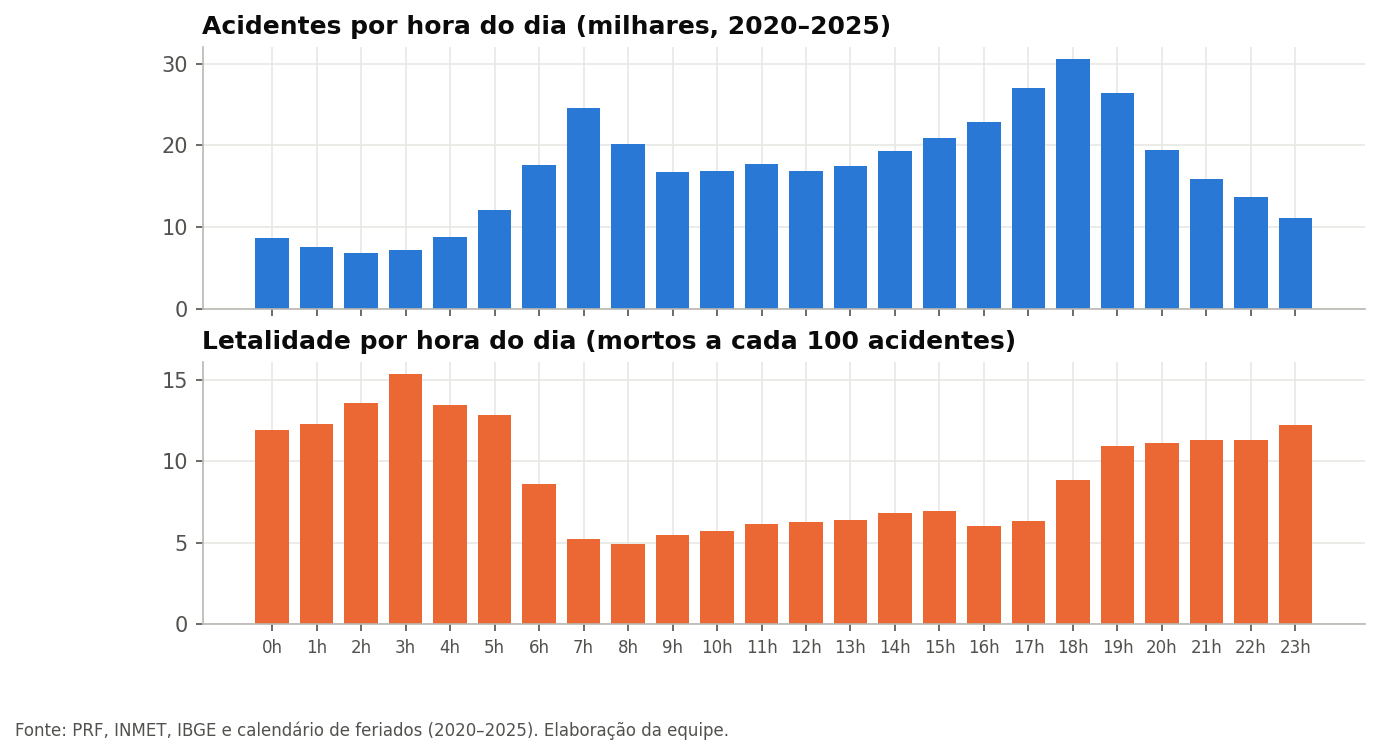 Acidentes por hora do dia (milhares, 2020–2025)
30
20
10
0
Letalidade por hora do dia (mortos a cada 100 acidentes)
15
10
5
0
0h 1h 2h 3h 4h 5h 6h 7h 8h 9h 10h 11h 12h 13h 14h 15h 16h 17h 18h 19h 20h 21h 22h 23h
Fonte: PRF, INMET, IBGE e calendário de feriados (2020–2025). Elaboração da equipe.